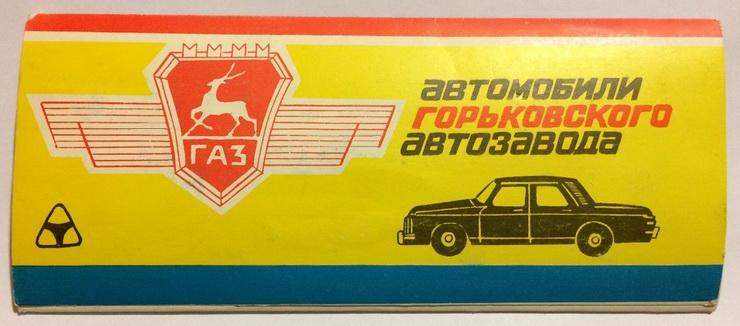 ГАЗ
автомобили
горьковского
автозавода